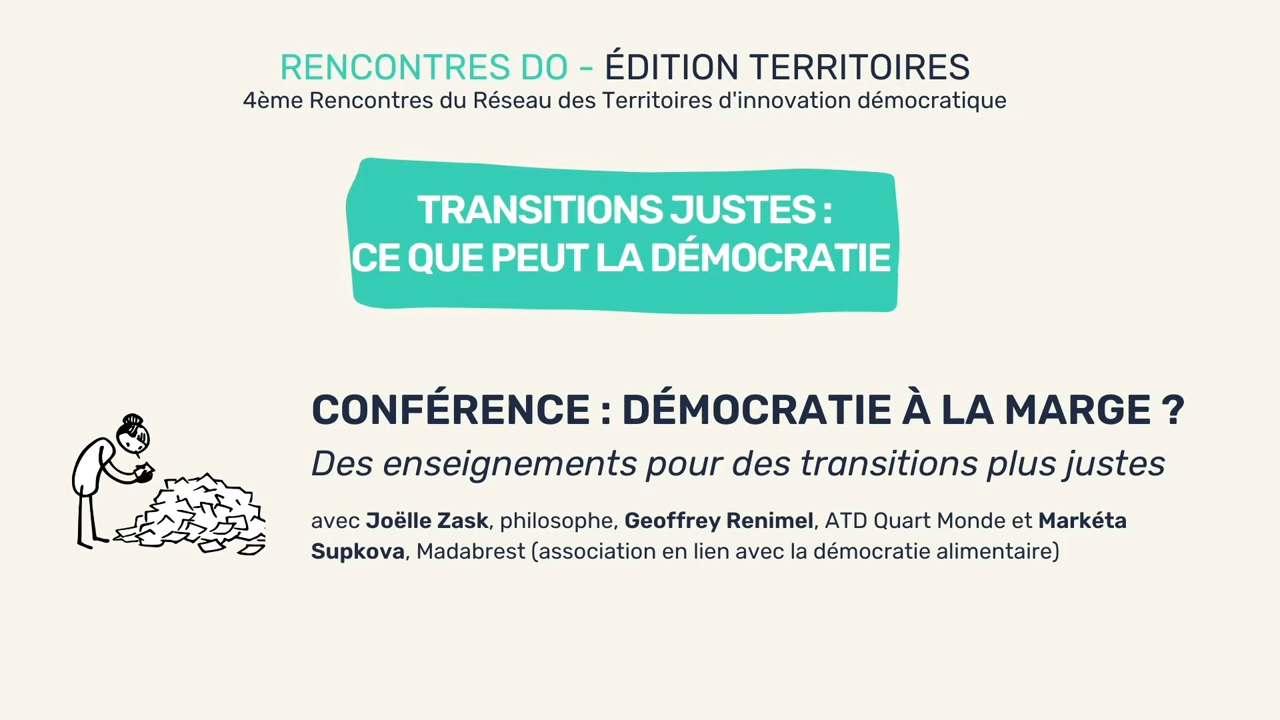 RENCONTRES DO - ÉDITION TERRITOIRES
4ème Rencontres du Réseau des Territoires d'innovation démocratique
TRANSITIONS JUSTES :
CE QUE PEUT LA DÉMOCRATIE
CONFÉRENCE : DÉMOCRATIE À LA MARGE ?
Des enseignements pour des transitions plus justes
avec Joëlle Zask, philosophe, Geoffrey Renimel, ATD Quart Monde et Markéta
Supkova, Madabrest (association en lien avec la démocratie alimentaire)